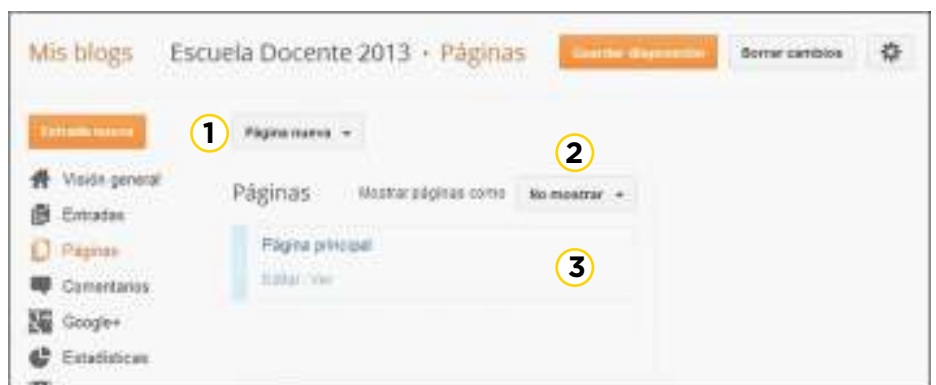 Mis blogs Escuela Docente 2013 · Páginas Guardar disposición Borrar cambios
Entrada nueva 1 Página nueva
2
Visión general
Páginas Mostrar páginas como No mostrar
Entradas
Página principal
Páginas
3
Editar Ver
Comentarios
Google+
Estadísticas